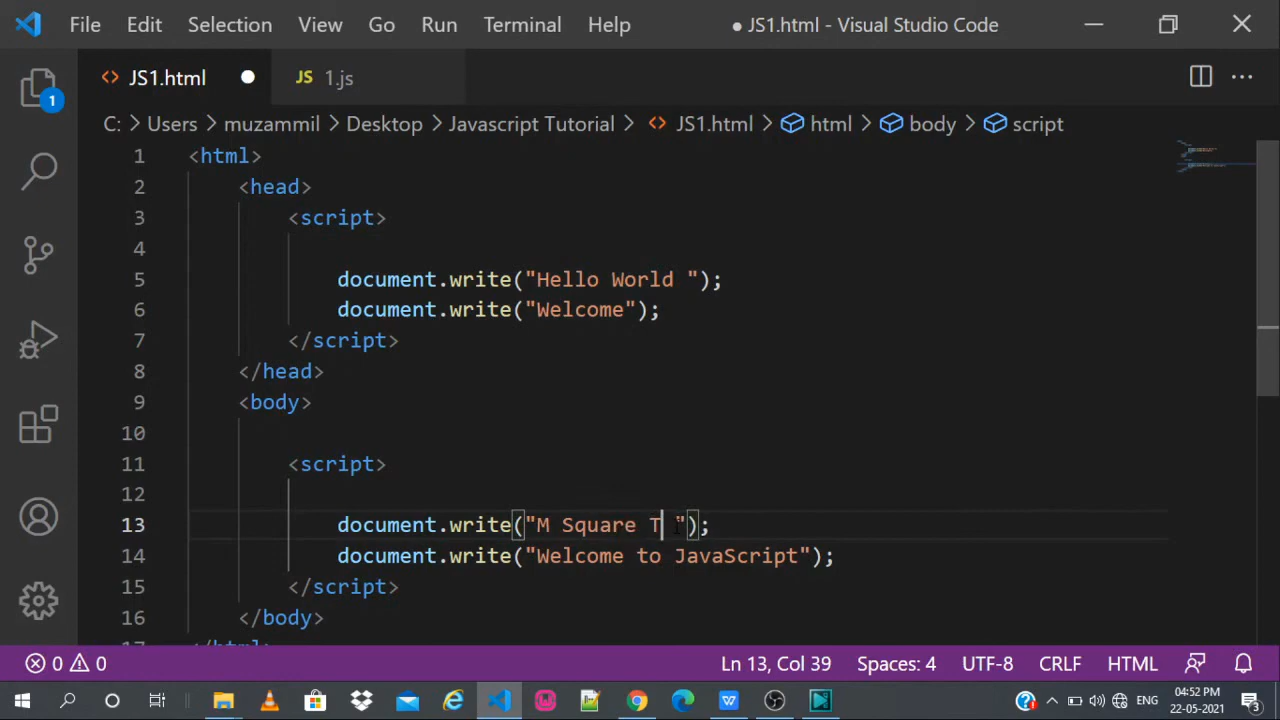 File Edit Selection View Go Run Terminal Help ● JS1.html - Visual Studio Code
<> JS1.html ● JS 1.js ···
1 C: > Users > muzammil > Desktop > Javascript Tutorial > <> JS1.html > html > body > script
1 <html>
2 <head>
3 <script>
4
5 document.write("Hello World ");
6 document.write("Welcome");
7 </script>
8 </head>
9 <body>
10
11 <script>
12
13 document.write("M Square T ");
14 document.write("Welcome to JavaScript");
15 </script>
16 </body>
17 </html>
0 0 Ln 13, Col 39 Spaces: 4 UTF-8 CRLF HTML
ENG 04:52 PM
22-05-2021 3